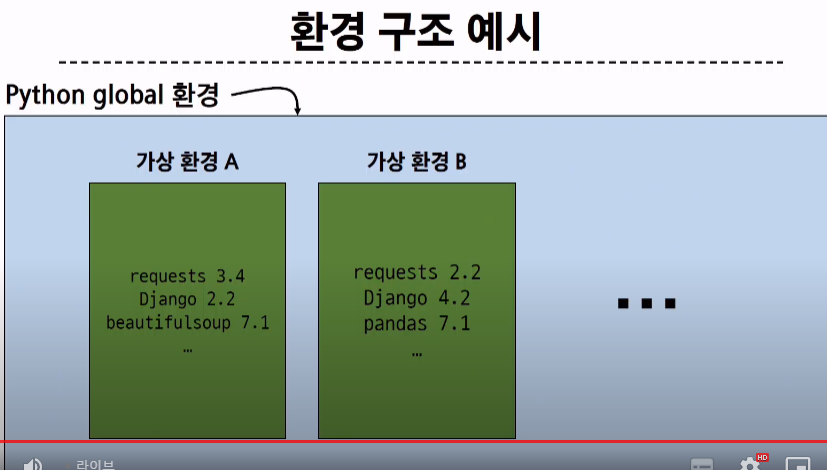 환경 구조 예시
Python global 환경
가상 환경 A
requests 3.4
Django 2.2
beautifulsoup 7.1
…
가상 환경 B
requests 2.2
Django 4.2
pandas 7.1
…
...
라이브
HD